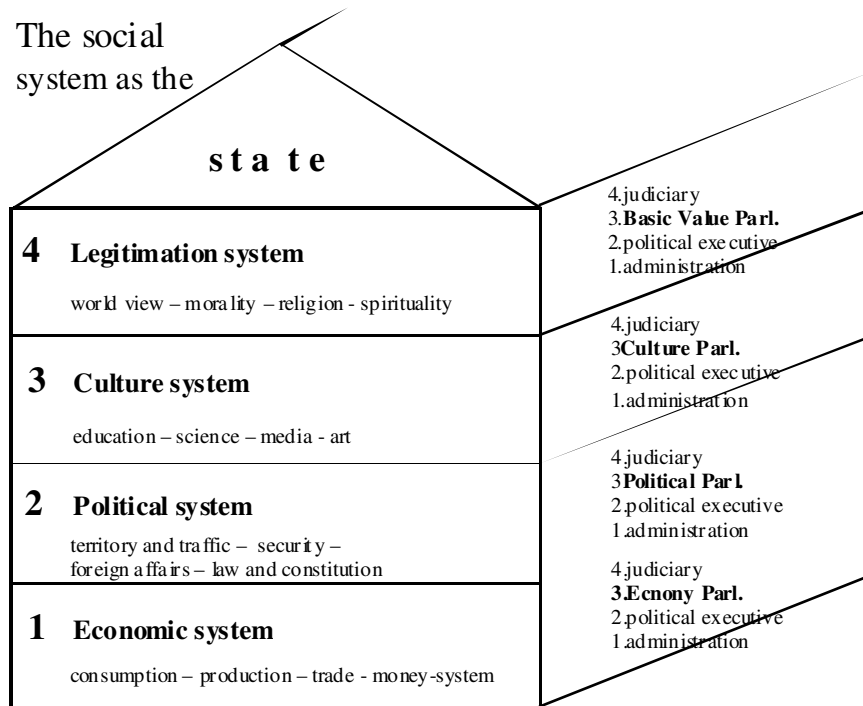 The social
system as the
state
4 Legitimation system
world view – morality – religion - spirituality
4.judiciary
3.Basic Value Parl.
2.political executive
1.administration
3 Culture system
education – science – media - art
4.judiciary
3Culture Parl.
2.political executive
1.administration
2 Political system
territory and traffic – security –
foreign affairs – law and constitution
4.judiciary
3Political Parl.
2.political executive
1.administration
1 Economic system
consumption – production – trade - money-system
4.judiciary
3.Ecnony Parl.
2.political executive
1.administration